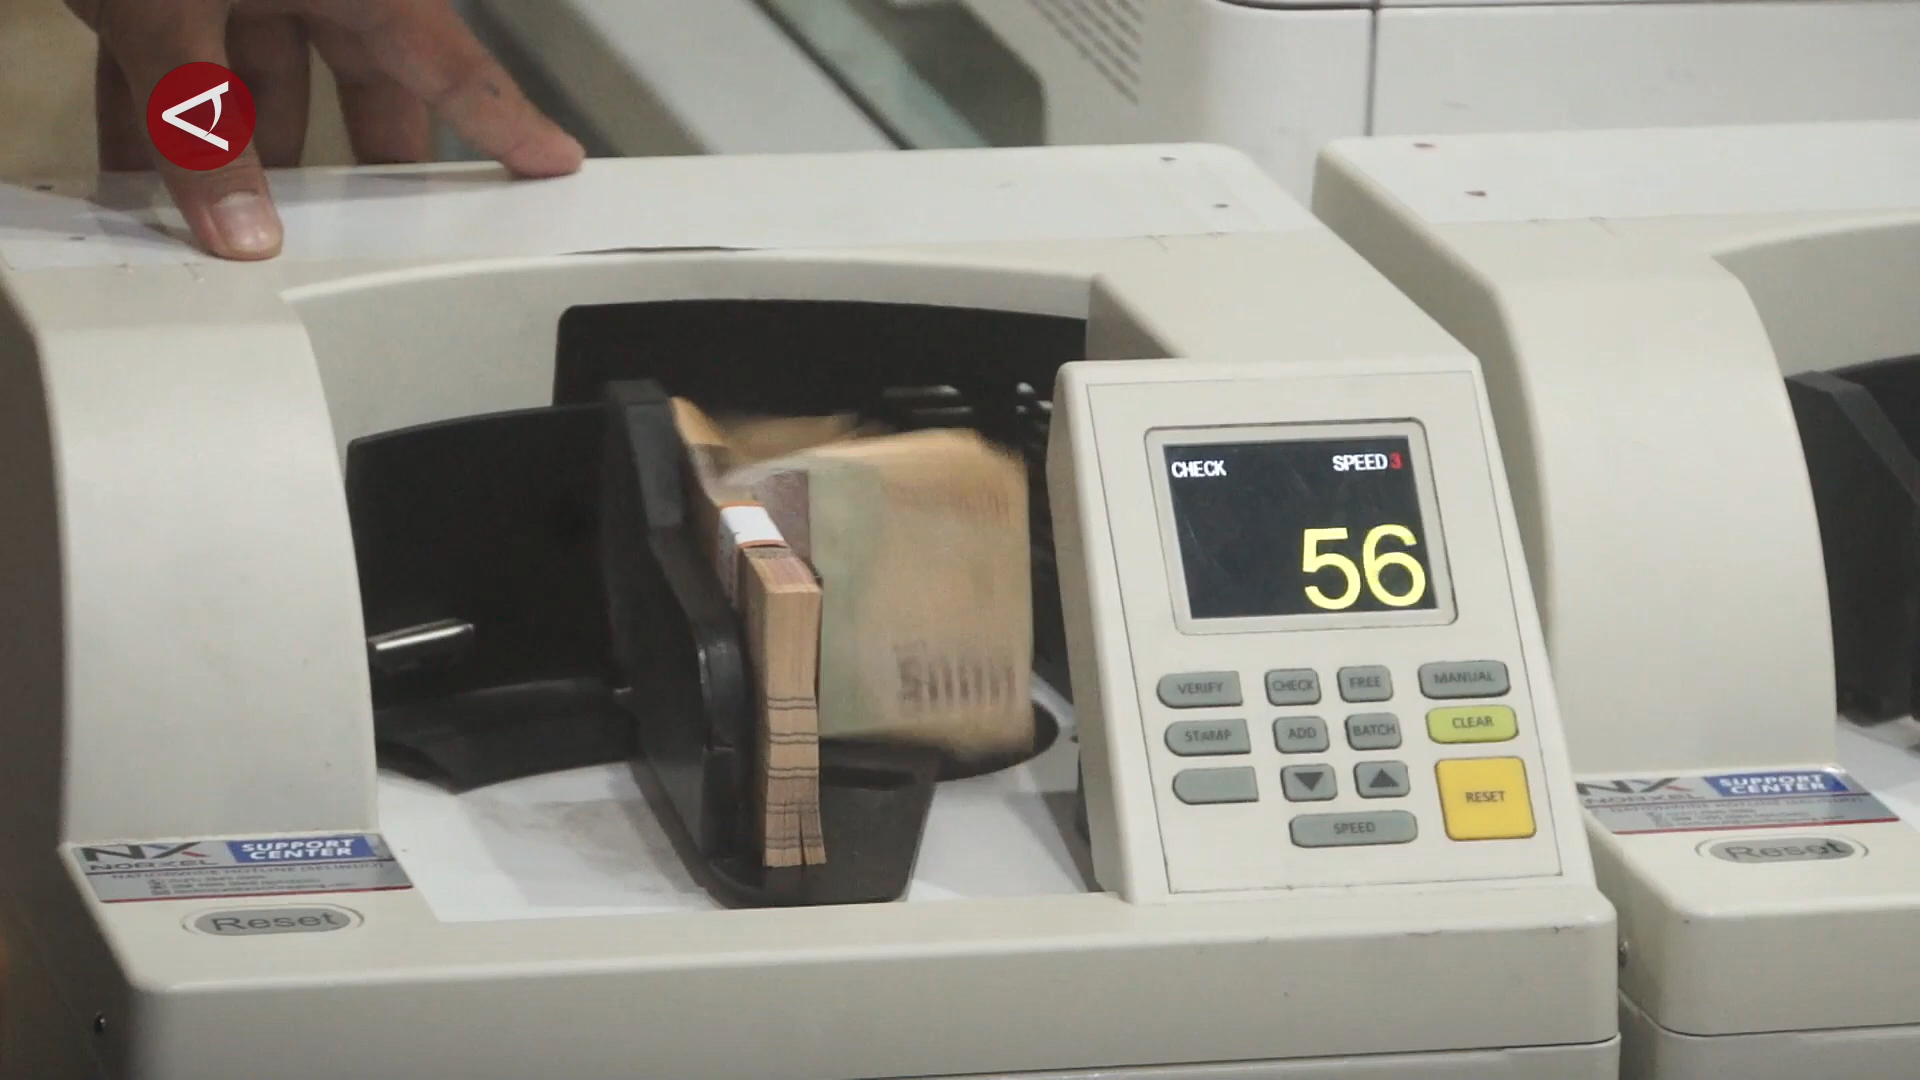 CHECK SPEED 3
56
VERIFY CHECK FREE MANUAL
STAMP ADD BATCH CLEAR
RESET
SPEED
NX SUPPORT CENTER
NORXEL
Reset
NX SUPPORT CENTER
Reset